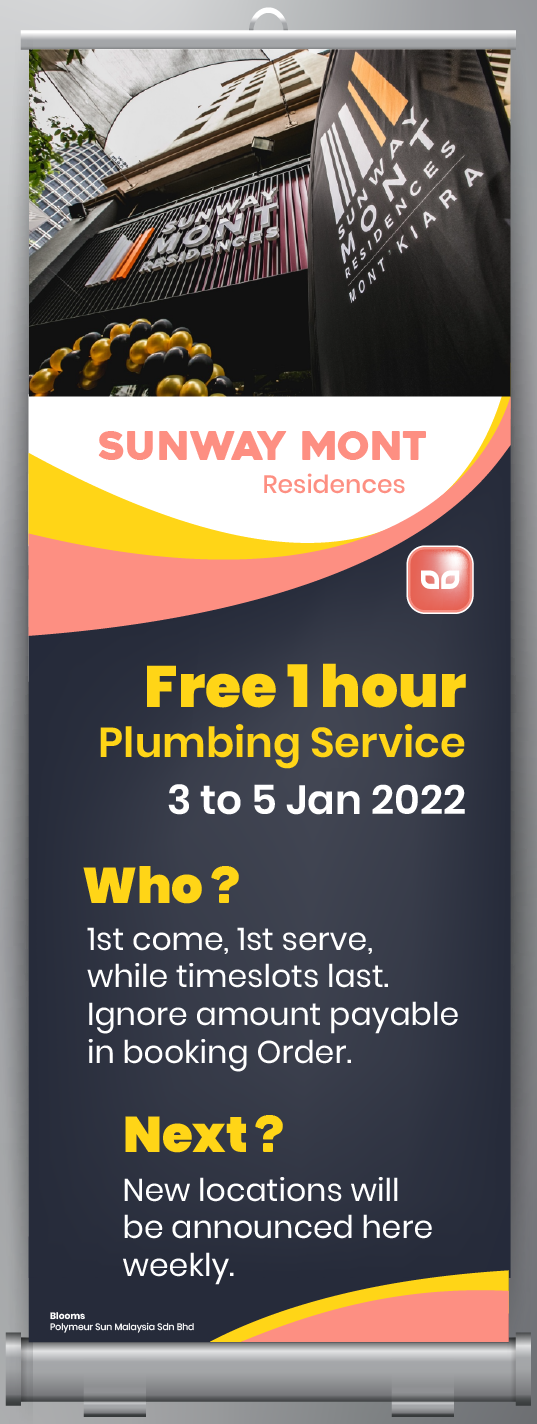 SUNWAY
MONT
RESIDENCES
SUNWAY
MONT
RESIDENCES
MONT' KIARA
SUNWAY MONT
Residences
Free 1 hour
Plumbing Service
3 to 5 Jan 2022
Who ?
1st come, 1st serve,
while timeslots last.
Ignore amount payable
in booking Order.
Next ?
New locations will
be announced here
weekly.
Blooms
Polymeur Sun Malaysia Sdn Bhd